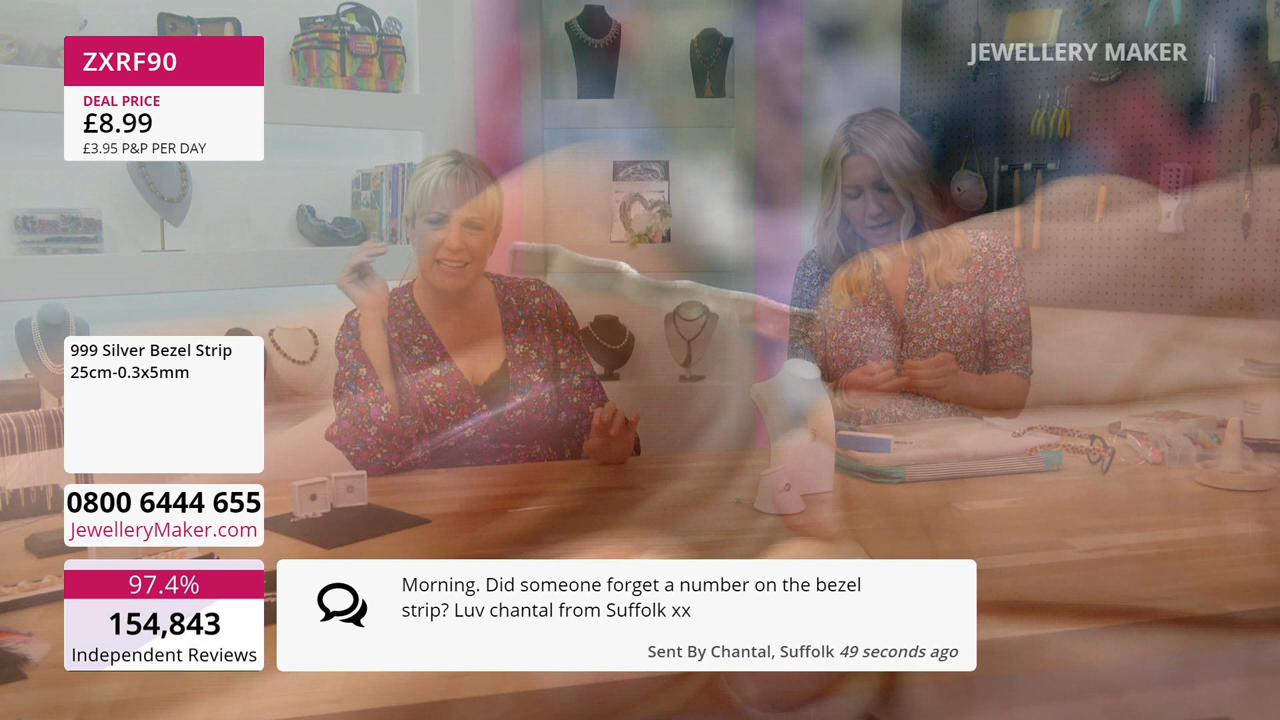 ZXRF90
DEAL PRICE
£8.99
£3.95 P&P PER DAY
JEWELLERY MAKER
999 Silver Bezel Strip
25cm-0.3x5mm
0800 6444 655
JewelleryMaker.com
97.4%
154,843
Independent Reviews
Morning. Did someone forget a number on the bezel
strip? Luv chantal from Suffolk xx
Sent By Chantal, Suffolk 49 seconds ago